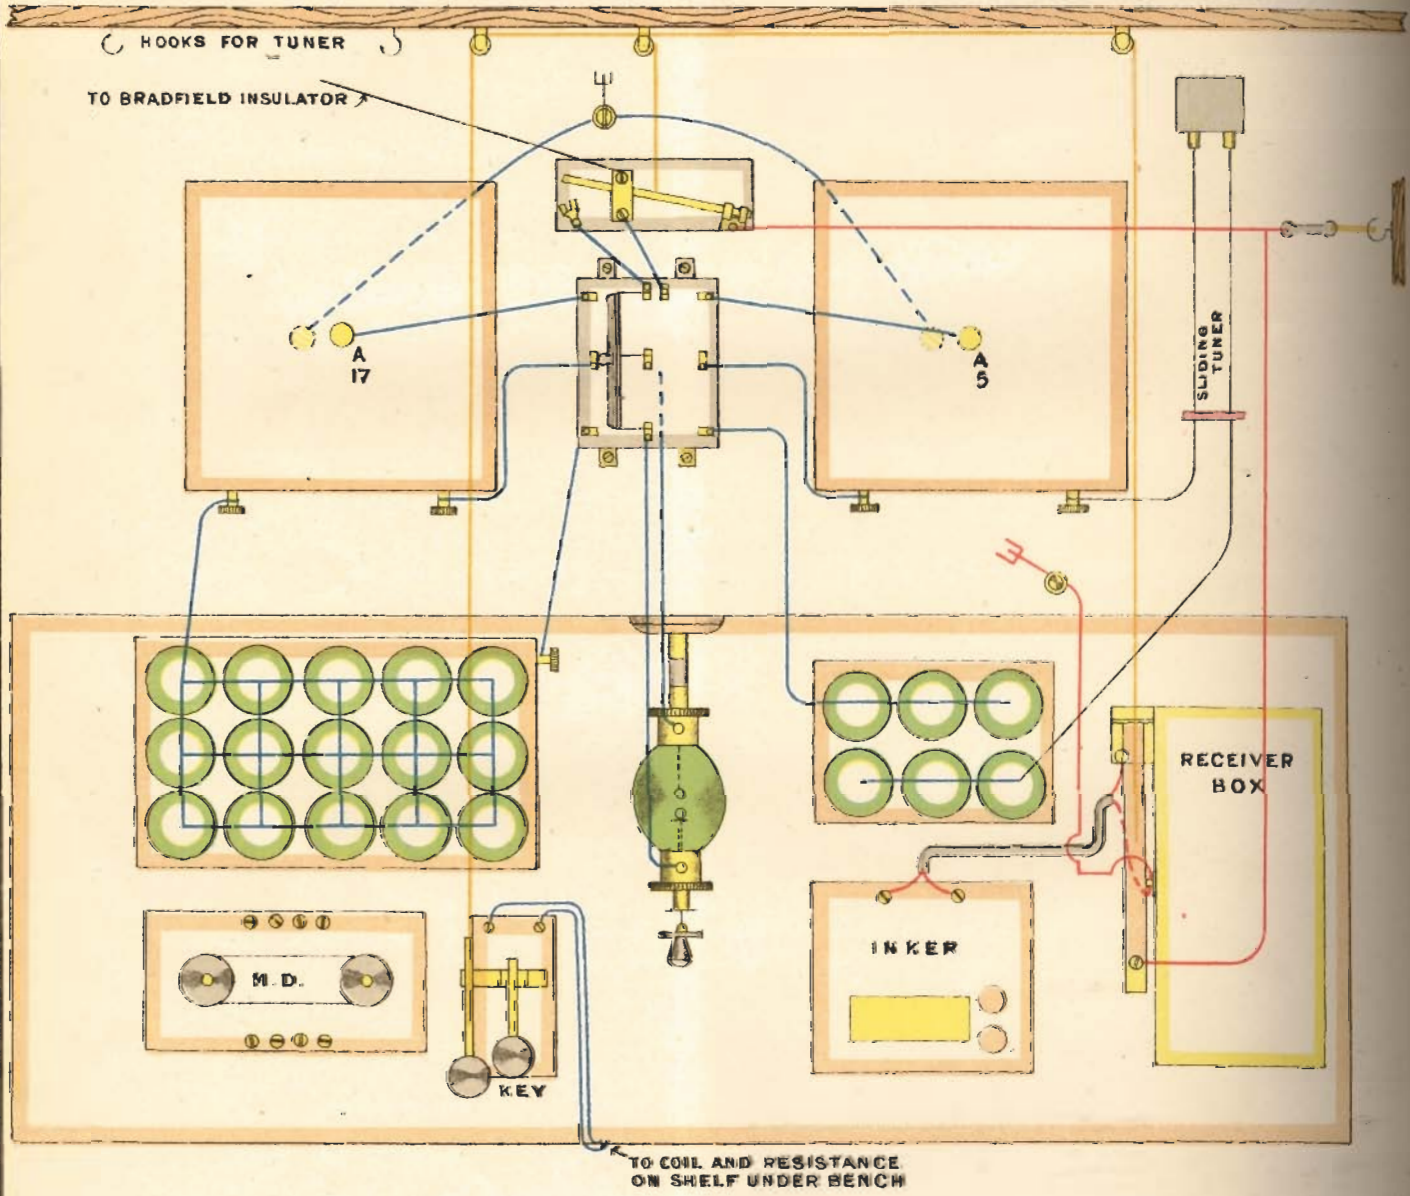 HOOKS FOR TUNER
TO BRADFIELD INSULATOR
A
17
A
5
SLIDING
TUNER
RECEIVER
BOX
INKER
M.D.
KEY
TO COIL AND RESISTANCE
ON SHELF UNDER BENCH